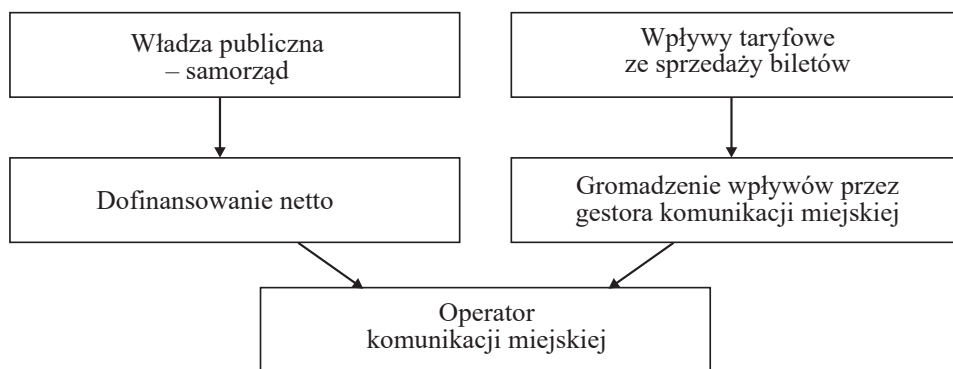 Władza publiczna
– samorząd
Wpływy taryfowe
ze sprzedaży biletów
Dofinansowanie netto
Gromadzenie wpływów przez
gestora komunikacji miejskiej
Operator
komunikacji miejskiej